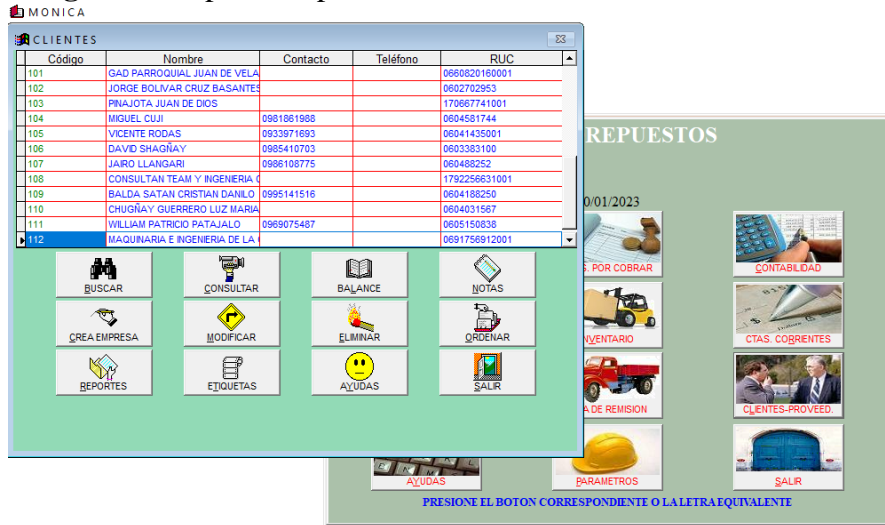 MONICA
CLIENTES
Código Nombre Contacto Teléfono RUC
101 GAD PARROQUIAL JUAN DE VELA 0660820160001
102 JORGE BOLIVAR CRUZ BASANTES 0602702953
103 PINAJOTA JUAN DE DIOS 170667741001
104 MIGUEL CUJI 0981861988 0604581744
105 VICENTE RODAS 0933971693 06041435001
106 DAVID SHAGÑAY 0985410703 0603383100
107 JAIRO LLANGARI 0986108775 060488252
108 CONSULTAN TEAM Y INGENIERIA 1792256631001
109 BALDA SATAN CRISTIAN DANILO 0995141516 0604188250
110 CHUGÑAY GUERRERO LUZ MARIA 0604031567
111 WILLIAM PATRICIO PATAJALO 0969075487 0605150838
112 MAQUINARIA E INGENIERIA DE LA 0691756912001
BUSCAR CONSULTAR BALANCE NOTAS
CREA EMPRESA MODIFICAR ELIMINAR ORDENAR
REPORTES ETIQUETAS AYUDAS SALIR
REPUESTOS
0/01/2023
. POR COBRAR CONTABILIDAD
INVENTARIO CTAS. CORRIENTES
A DE REMISION CLIENTES-PROVEED.
AYUDAS PARAMETROS SALIR
PRESIONE EL BOTON CORRESPONDIENTE O LA LETRA EQUIVALENTE